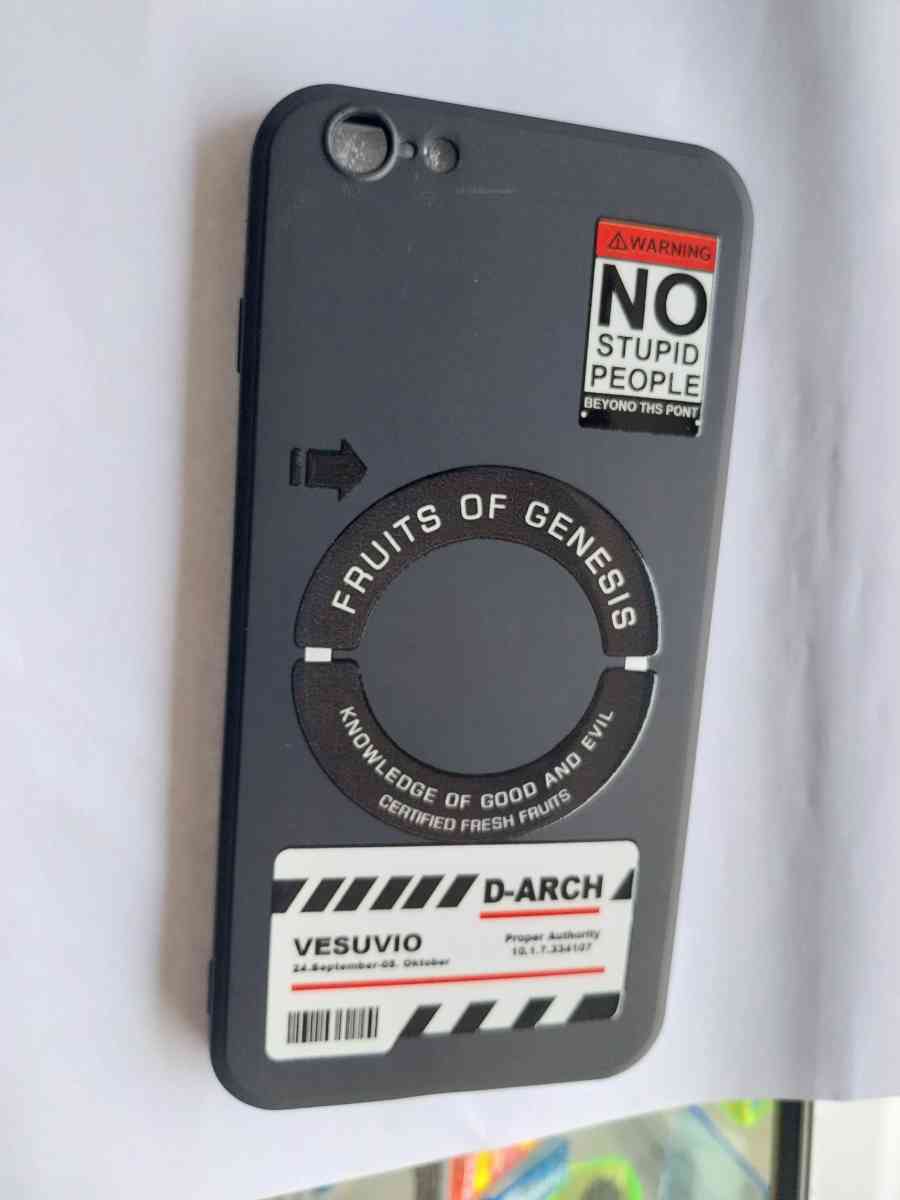 WARNING
NO
STUPID
PEOPLE
BEYONO THS PONT
FRUITS OF GENESIS
KNOWLEDGE OF GOOD AND EVIL
CERTIFIED FRESH FRUITS
D-ARCH
VESUVIO
Proper Authority
24.September-05. Oktober
10.1.7.334107